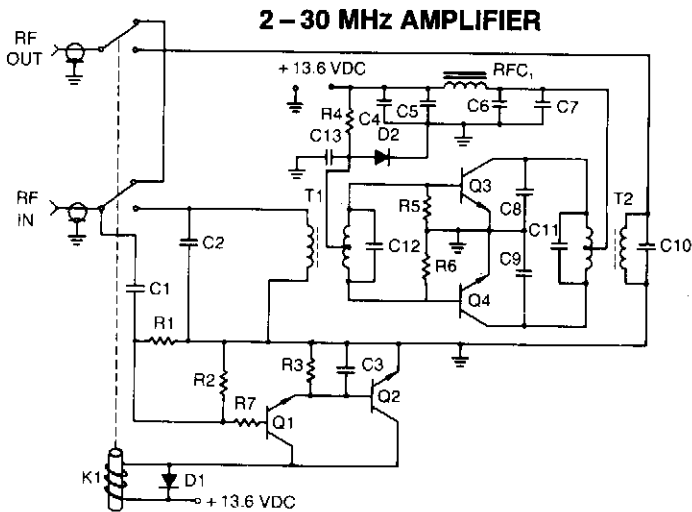 2 – 30 MHz AMPLIFIER
RF
OUT
+ 13.6 VDC
RFC1
R4
C4
C5
C6
C7
C13
D2
RF
IN
T1
Q3
T2
R5
C8
C2
C12
C11
C10
R6
C9
C1
Q4
R1
R2
R3
C3
R7
Q2
Q1
K1
D1
+ 13.6 VDC